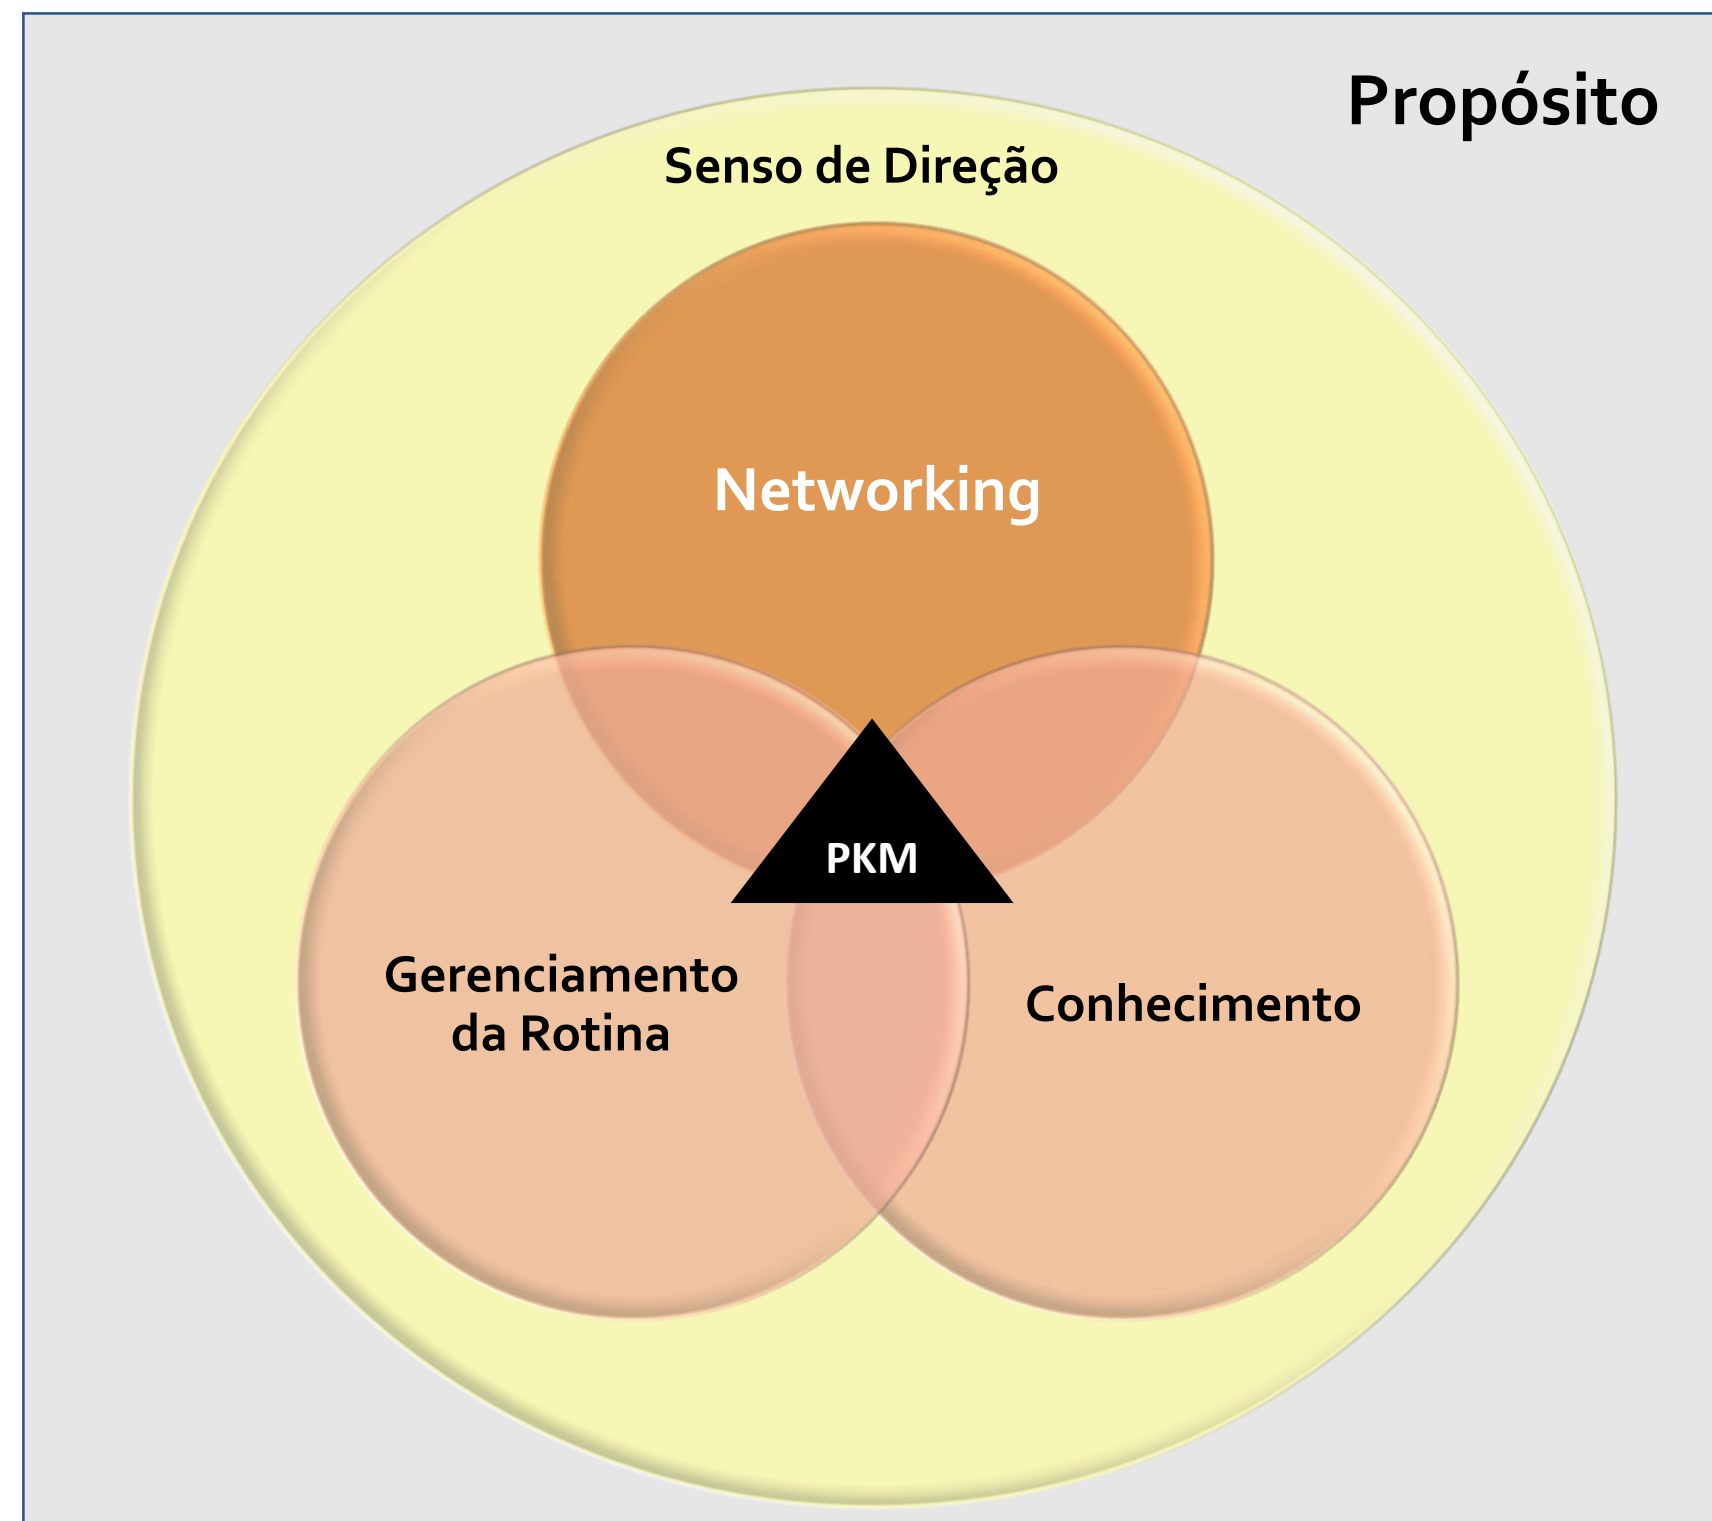 Propósito
Senso de Direção
Networking
PKM
Gerenciamento
da Rotina
Conhecimento